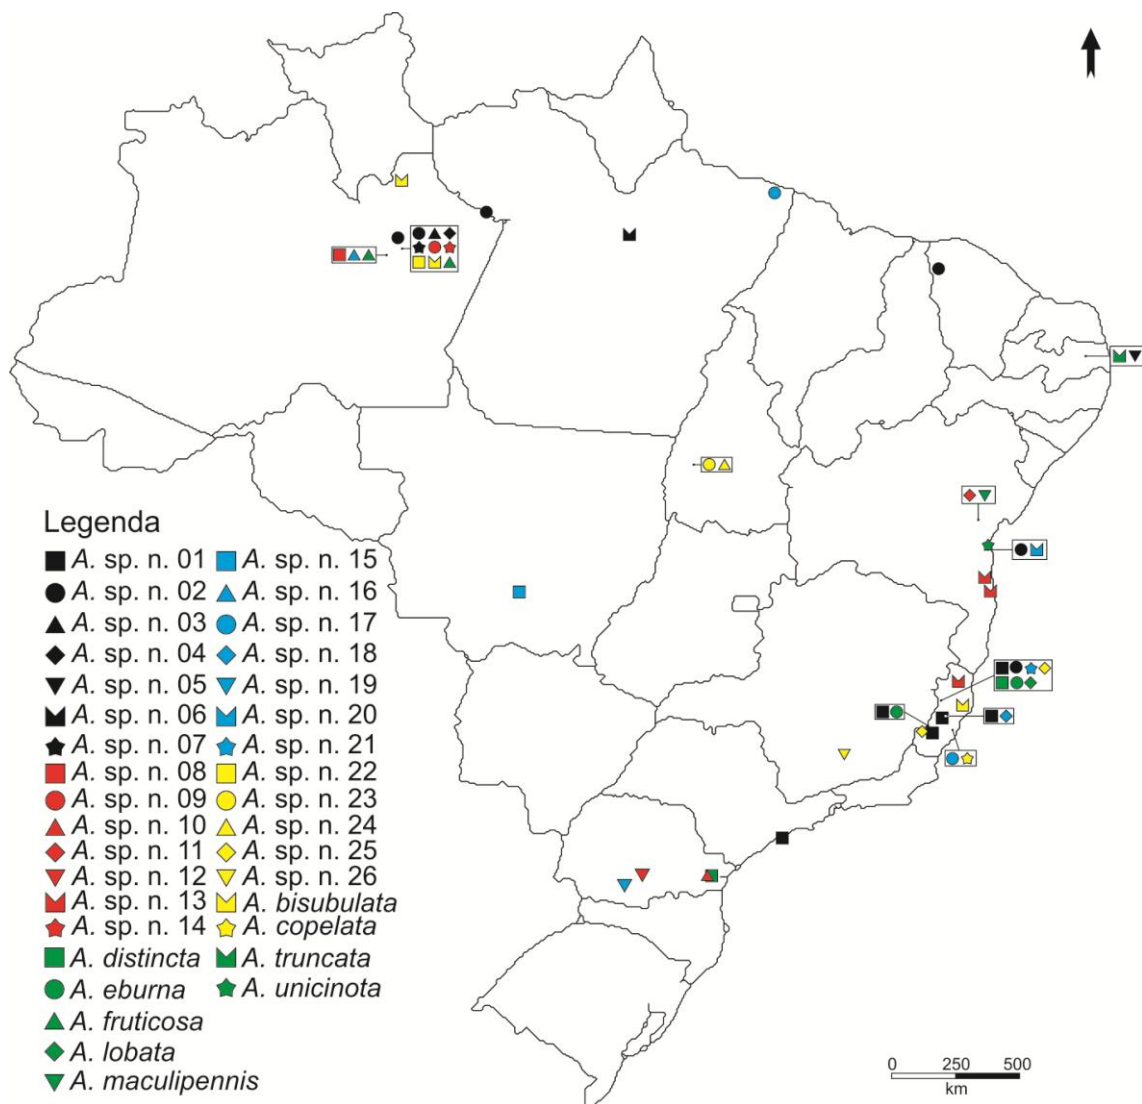 Legenda
A. sp. n. 01
A. sp. n. 02
A. sp. n. 03
A. sp. n. 04
A. sp. n. 05
A. sp. n. 06
A. sp. n. 07
A. sp. n. 08
A. sp. n. 09
A. sp. n. 10
A. sp. n. 11
A. sp. n. 12
A. sp. n. 13
A. sp. n. 14
A. distincta
A. eburna
A. fruticosa
A. lobata
A. maculipennis
A. sp. n. 15
A. sp. n. 16
A. sp. n. 17
A. sp. n. 18
A. sp. n. 19
A. sp. n. 20
A. sp. n. 21
A. sp. n. 22
A. sp. n. 23
A. sp. n. 24
A. sp. n. 25
A. sp. n. 26
A. bisubulata
A. copelata
A. truncata
A. unicinota
0 250 500
km